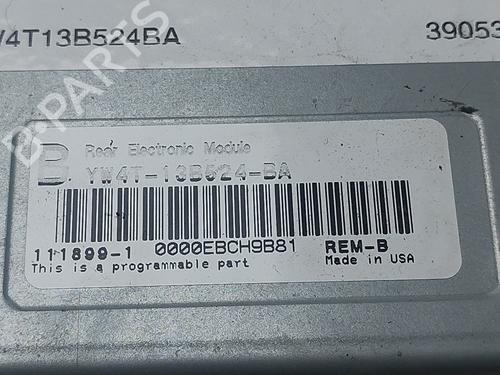 W4T13B524BA 39053
B Rear Electronic Module
YW4T-13B524-BA
111899-1 0000EBCH9B81 REM-B
This is a programmable part Made in USA
B-PARTS